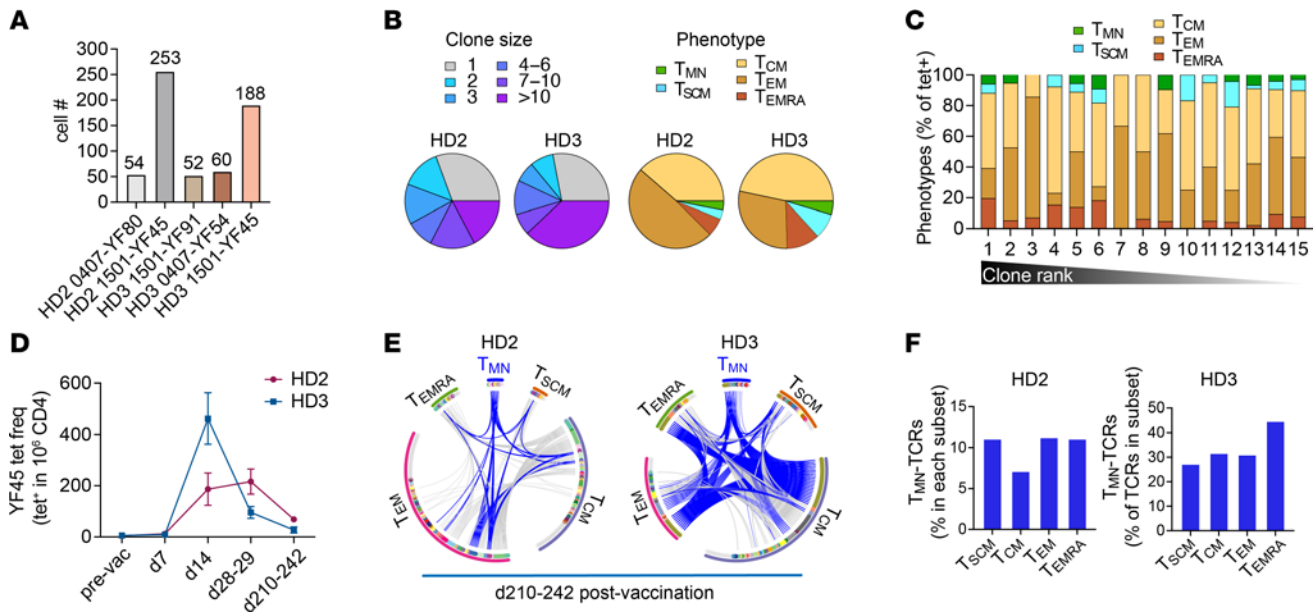 A
cell #
300
250
200
150
100
50
0
54
253
52
60
188
HD2 0407-YF80
HD2 1501-YF45
HD3 1501-YF91
HD3 0407-YF54
HD3 1501-YF45
B
Clone size
1
2
3
4–6
7–10
>10
Phenotype
TMN
TSCM
TCM
TEM
TEMRA
HD2
HD3
HD2
HD3
C
TMN
TSCM
TCM
TEM
TEMRA
Phenotypes (% of tet+)
100
80
60
40
20
0
1 2 3 4 5 6 7 8 9 10 11 12 13 14 15
Clone rank
D
YF45 tet freq
(tet+ in 10⁶ CD4)
600
400
200
0
HD2
HD3
pre-vac
d7
d14
d28-29
d210-242
E
HD2
TMN
TSCM
TCM
TEM
TEMRA
HD3
TMN
TSCM
TCM
TEM
TEMRA
d210-242 post-vaccination
F
HD2
TMN-TCRs
(% in each subset)
15
10
5
0
TSCM
TCM
TEM
TEMRA
HD3
TMN-TCRs
(% of TCRs in subset)
50
40
30
20
10
0
TSCM
TCM
TEM
TEMRA